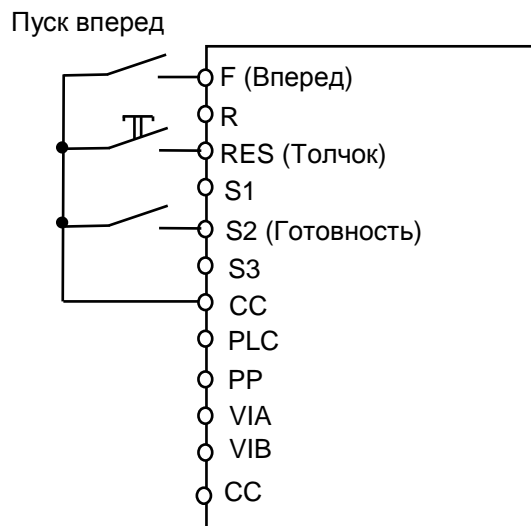 Пуск вперед
F (Вперед)
R
RES (Толчок)
S1
S2 (Готовность)
S3
CC
PLC
PP
VIA
VIB
CC